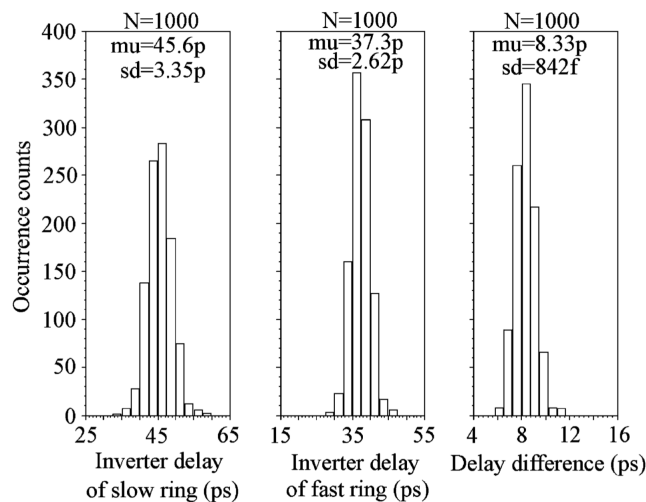 N=1000
mu=45.6p
sd=3.35p
N=1000
mu=37.3p
sd=2.62p
N=1000
mu=8.33p
sd=842f
Occurrence counts
400
350
300
250
200
150
100
50
0
25 45 65
15 35 55
4 8 12 16
Inverter delay
of slow ring (ps)
Inverter delay
of fast ring (ps)
Delay difference (ps)